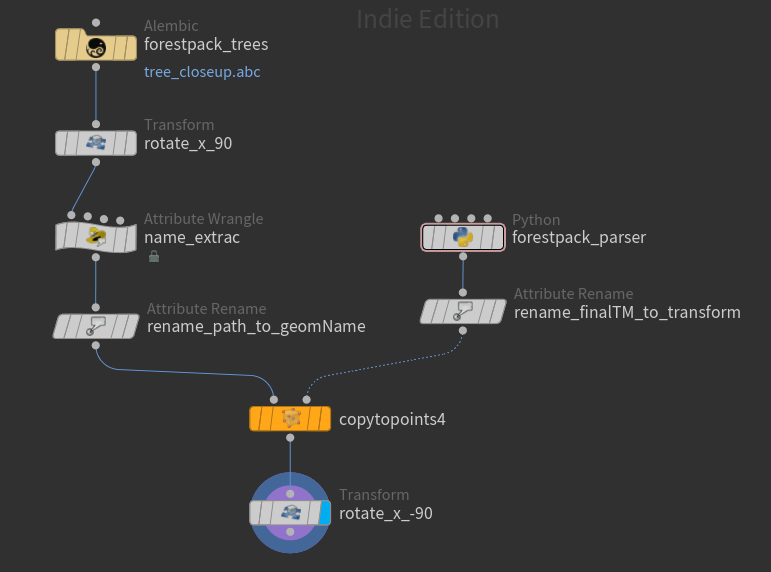 Indie Edition
Alembic
forestpack_trees
tree_closeup.abc
Transform
rotate_x_90
Attribute Wrangle
name_extrac
Python
forestpack_parser
Attribute Rename
rename_path_to_geomName
Attribute Rename
rename_finalTM_to_transform
copytopoints4
Transform
rotate_x_-90